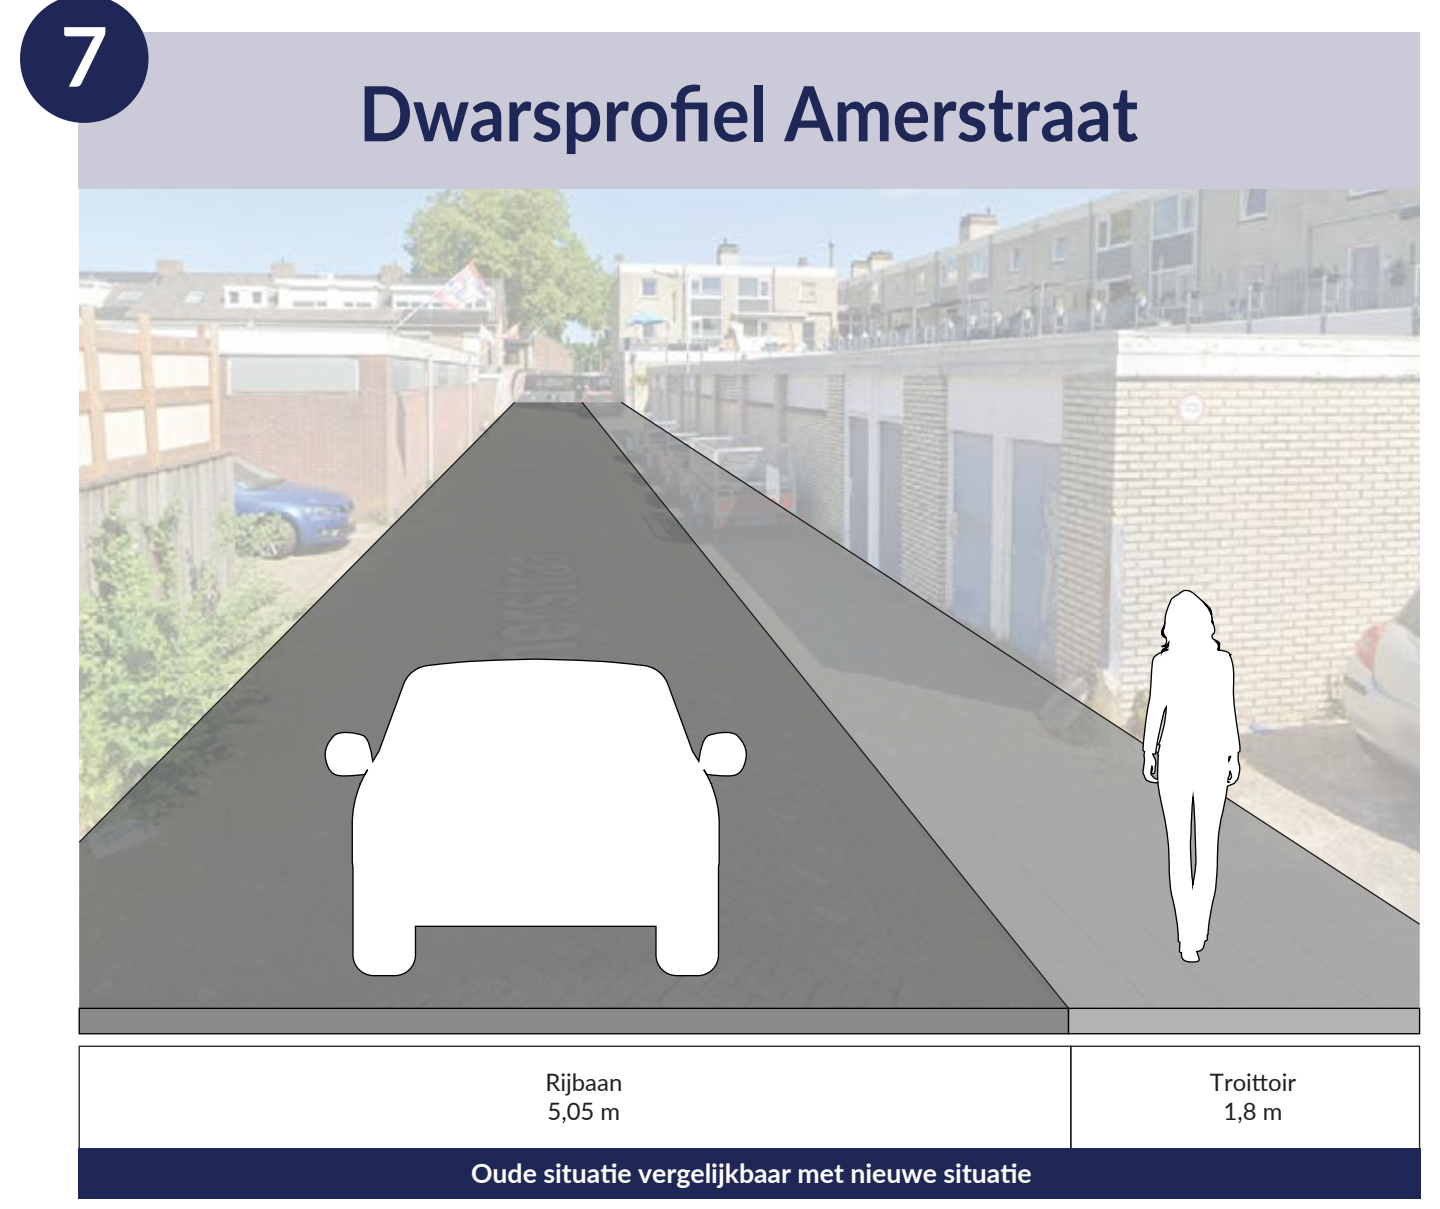 7
Dwarsprofiel Amerstraat
Rijbaan
5,05 m
Troittoir
1,8 m
Oude situatie vergelijkbaar met nieuwe situatie